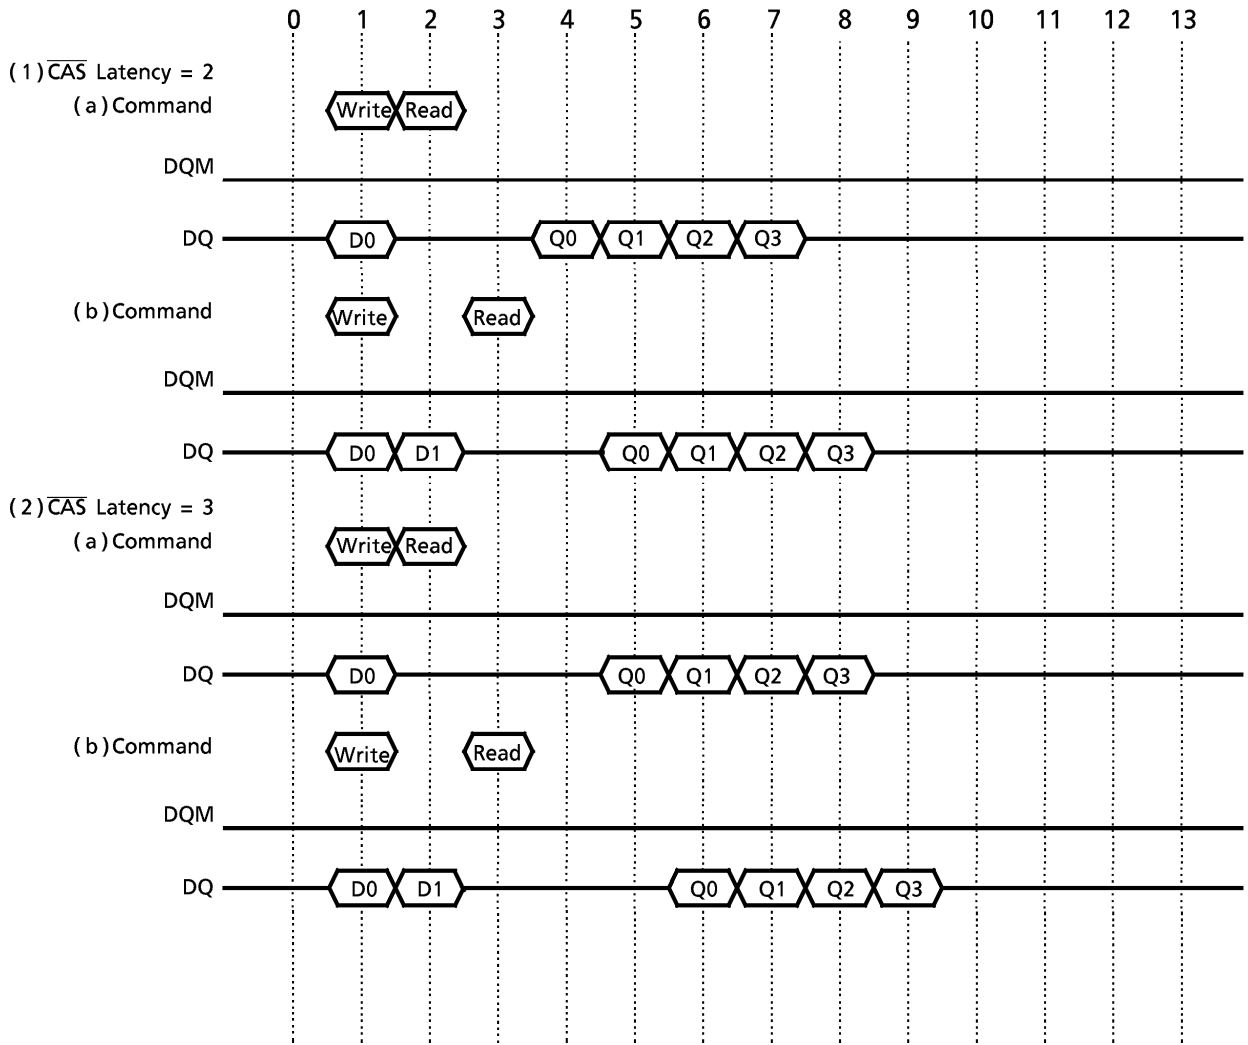 0 1 2 3 4 5 6 7 8 9 10 11 12 13
(1) CAS Latency = 2
(a) Command Write Read
DQM
DQ D0 Q0 Q1 Q2 Q3
(b) Command Write Read
DQM
DQ D0 D1 Q0 Q1 Q2 Q3
(2) CAS Latency = 3
(a) Command Write Read
DQM
DQ D0 Q0 Q1 Q2 Q3
(b) Command Write Read
DQM
DQ D0 D1 Q0 Q1 Q2 Q3